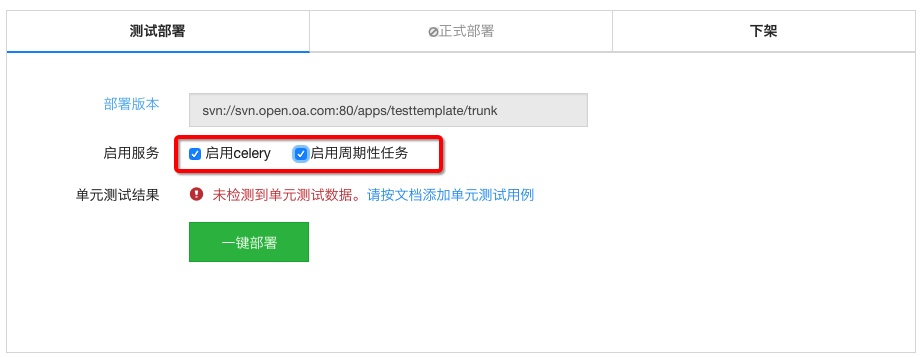 测试部署 正式部署 下架
部署版本 svn://svn.open.oa.com:80/apps/testtemplate/trunk
启用服务 启用celery 启用周期性任务
单元测试结果 未检测到单元测试数据。请按文档添加单元测试用例
一键部署